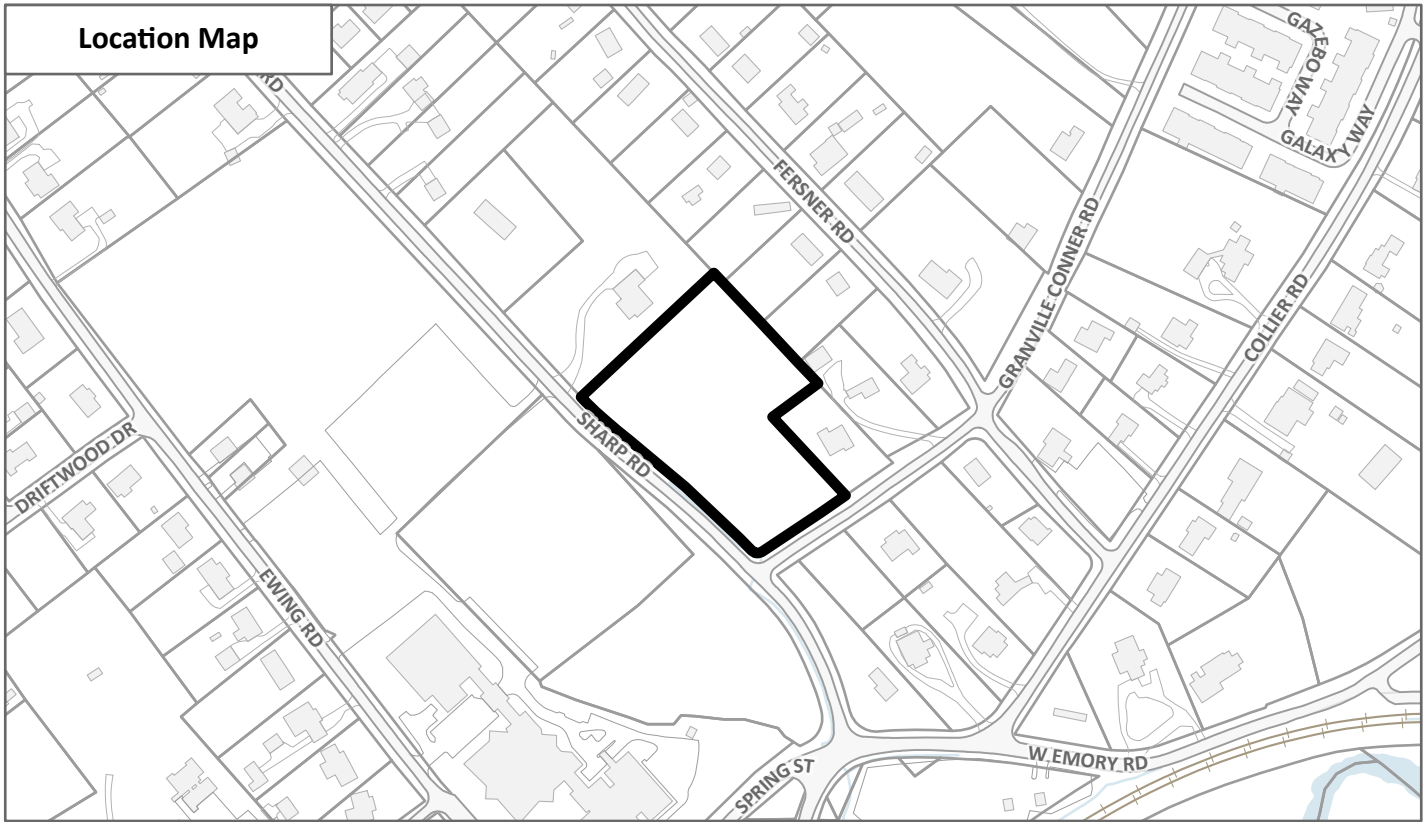 Location Map
RD
GAZEBO WAY
GALAXY WAY
FERSNER RD
GRANVILLE CONNER RD
COLLIER RD
SHARP RD
DRIFTWOOD DR
EWING RD
SPRING ST
W EMORY RD